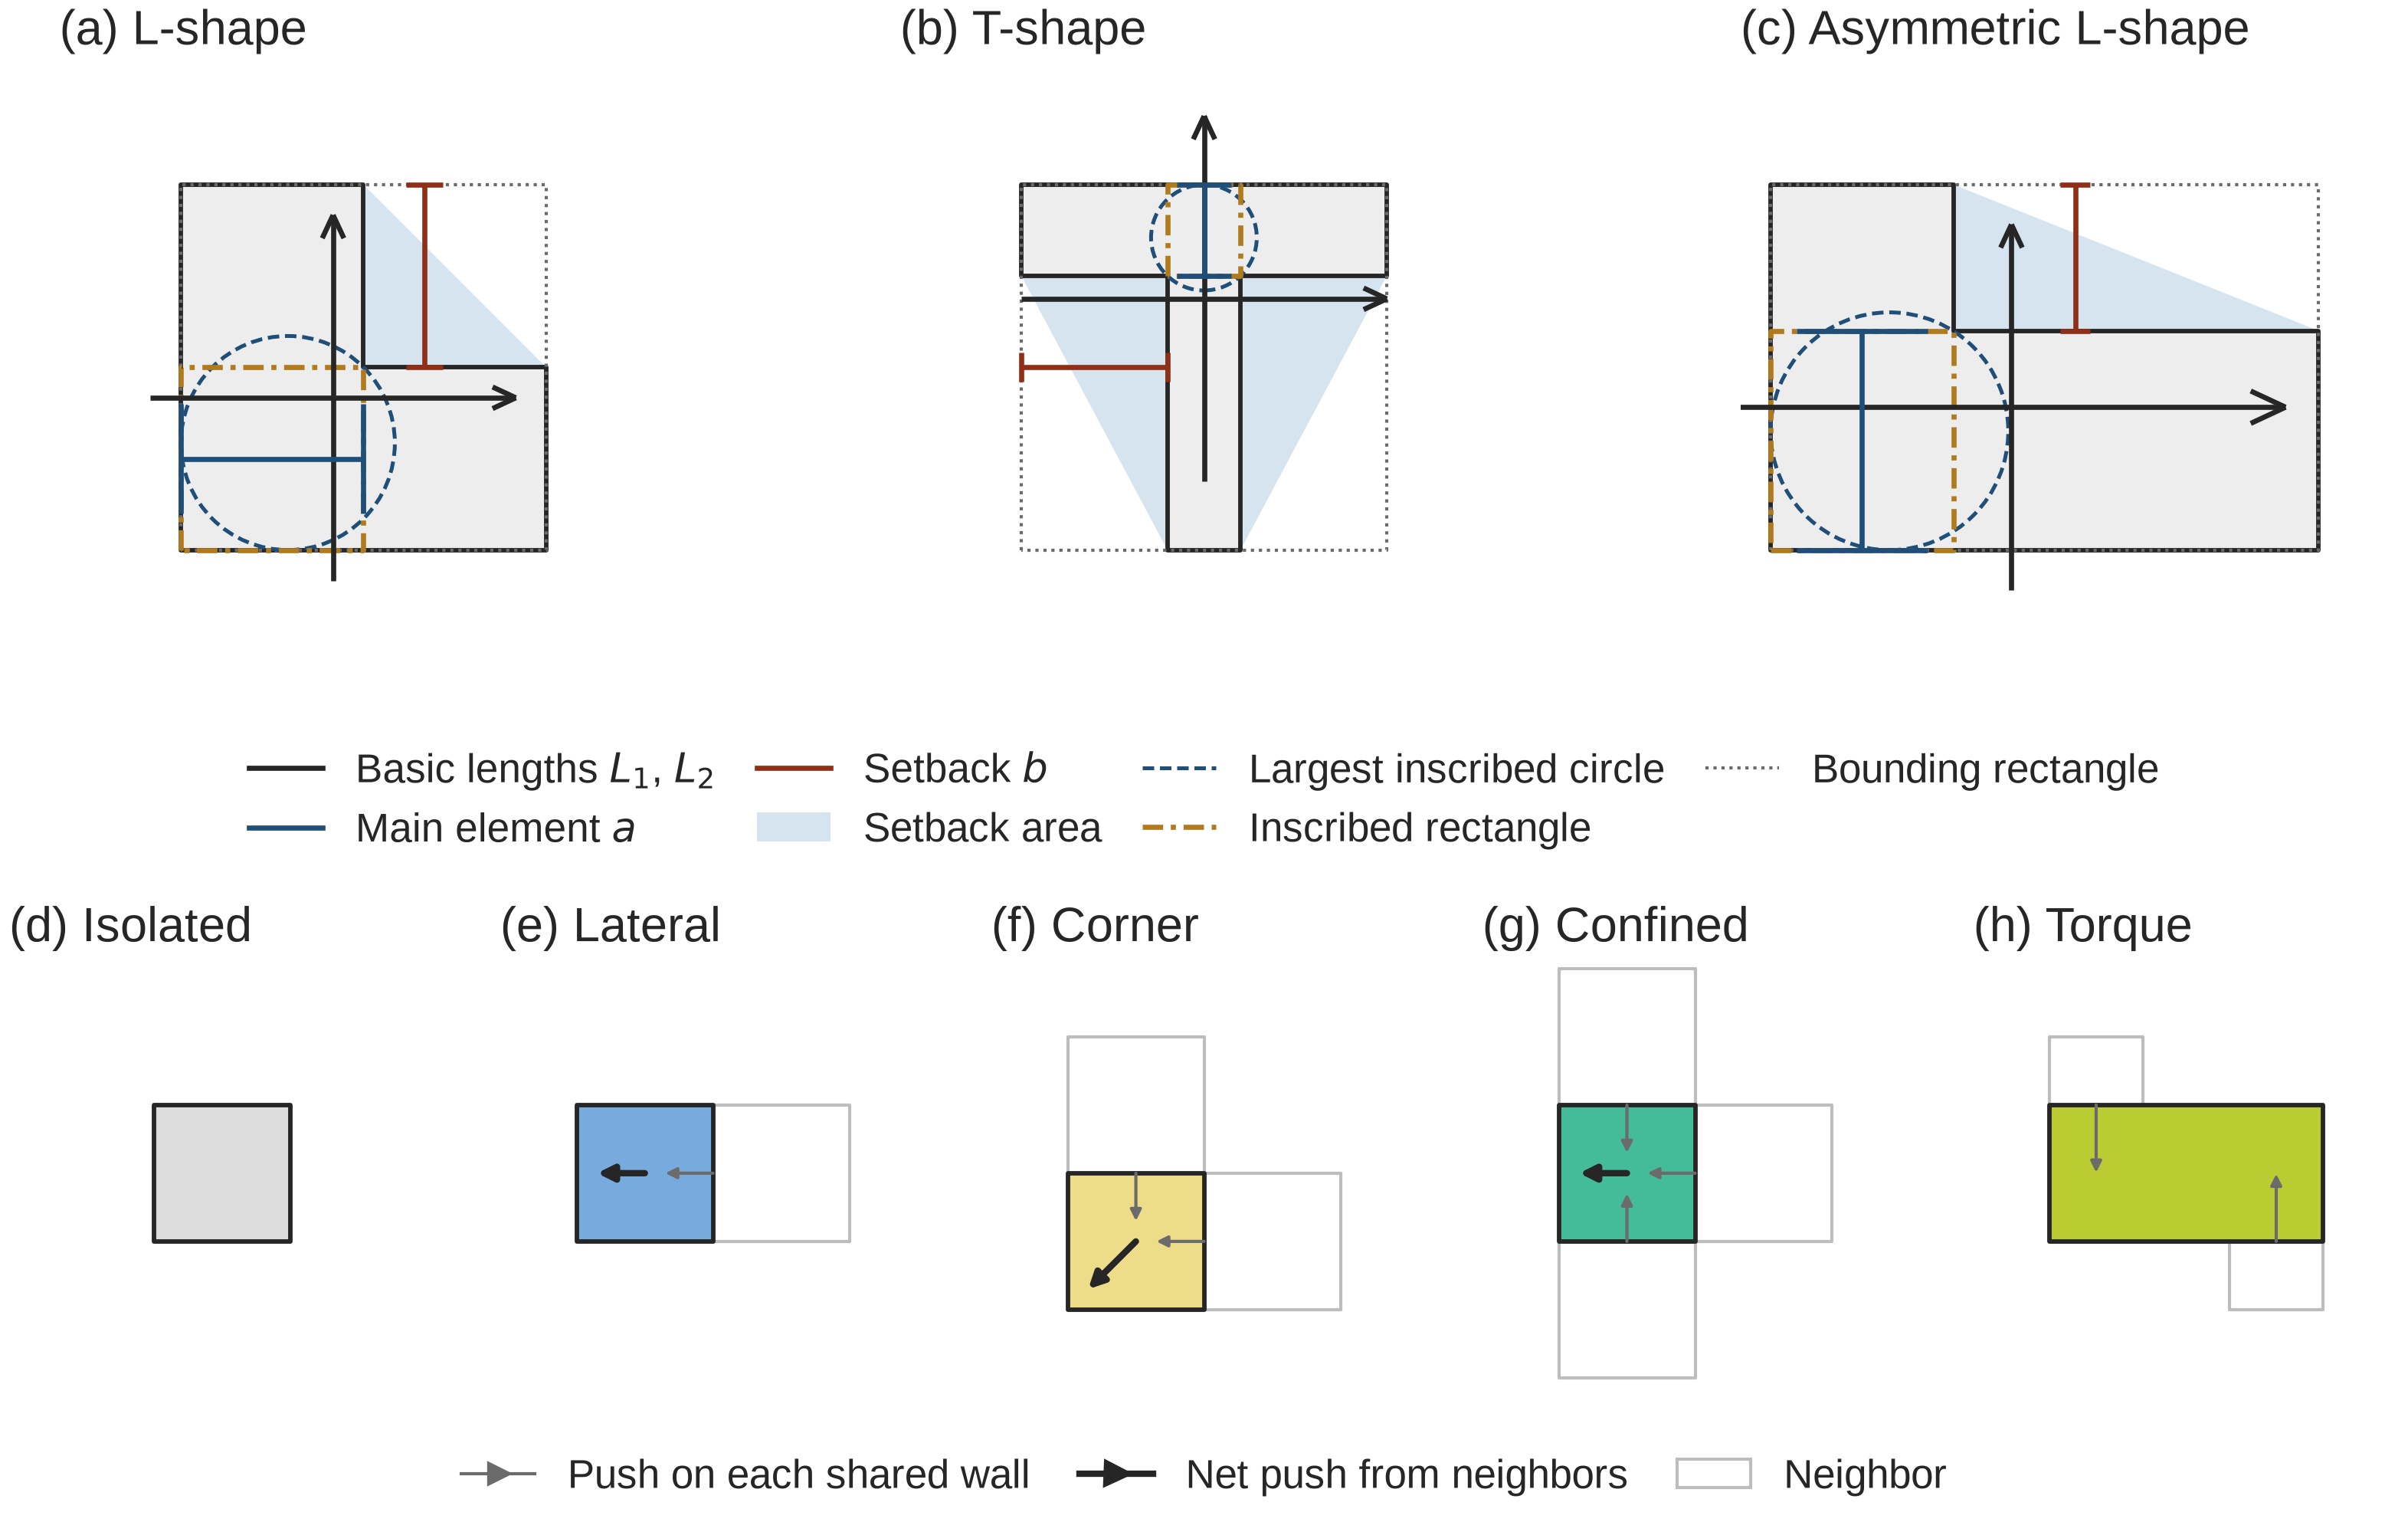 (a) L-shape
(b) T-shape
(c) Asymmetric L-shape
Basic lengths L₁, L₂
Setback b
Largest inscribed circle
Bounding rectangle
Main element a
Setback area
Inscribed rectangle
(d) Isolated
(e) Lateral
(f) Corner
(g) Confined
(h) Torque
Push on each shared wall
Net push from neighbors
Neighbor